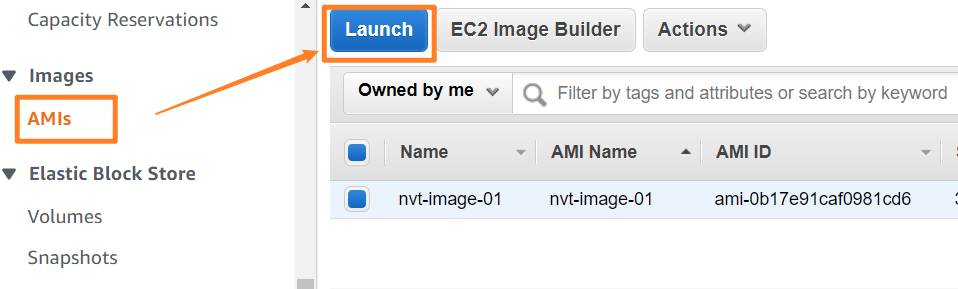 Capacity Reservations
Images
AMIs
Elastic Block Store
Volumes
Snapshots
Launch EC2 Image Builder Actions
Owned by me Filter by tags and attributes or search by keyword
Name AMI Name AMI ID
nvt-image-01 nvt-image-01 ami-0b17e91caf0981cd6